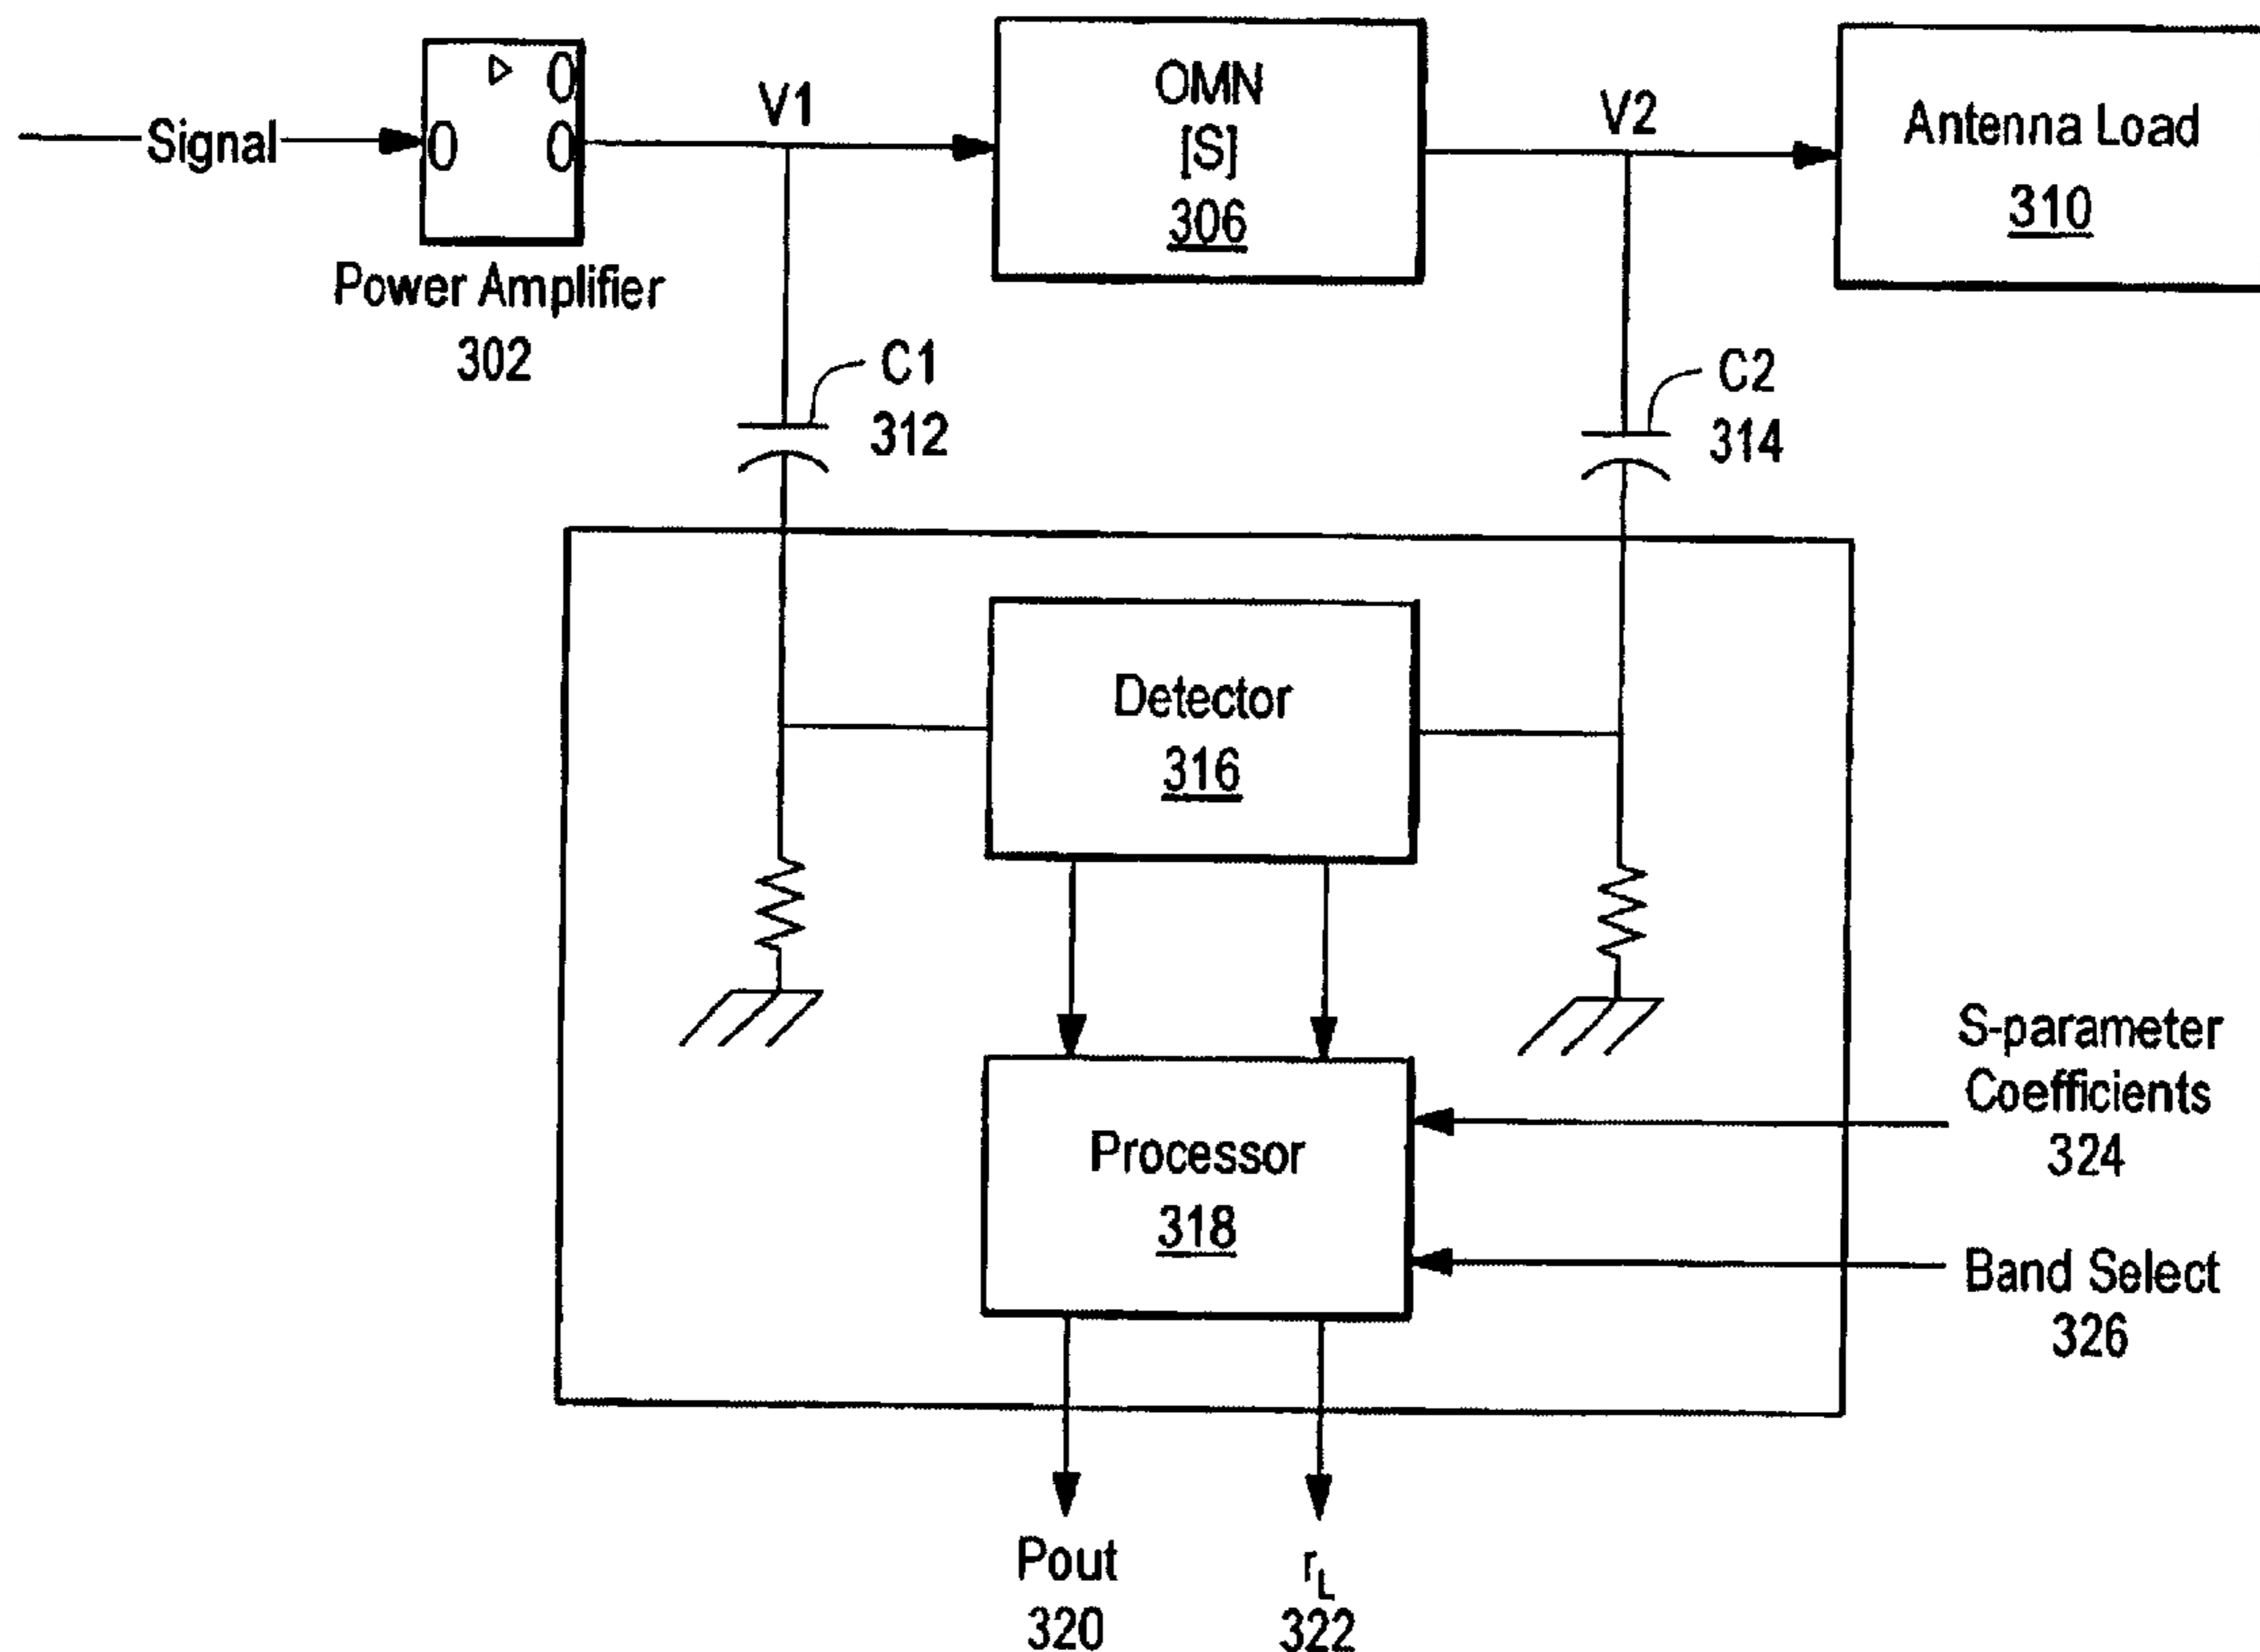 Signal
0
0
0
Power Amplifier
302
V1
OMN
[S]
306
V2
Antenna Load
310
C1
312
C2
314
Detector
316
Processor
318
S-parameter
Coefficients
324
Band Select
326
Pout
320
rL
322